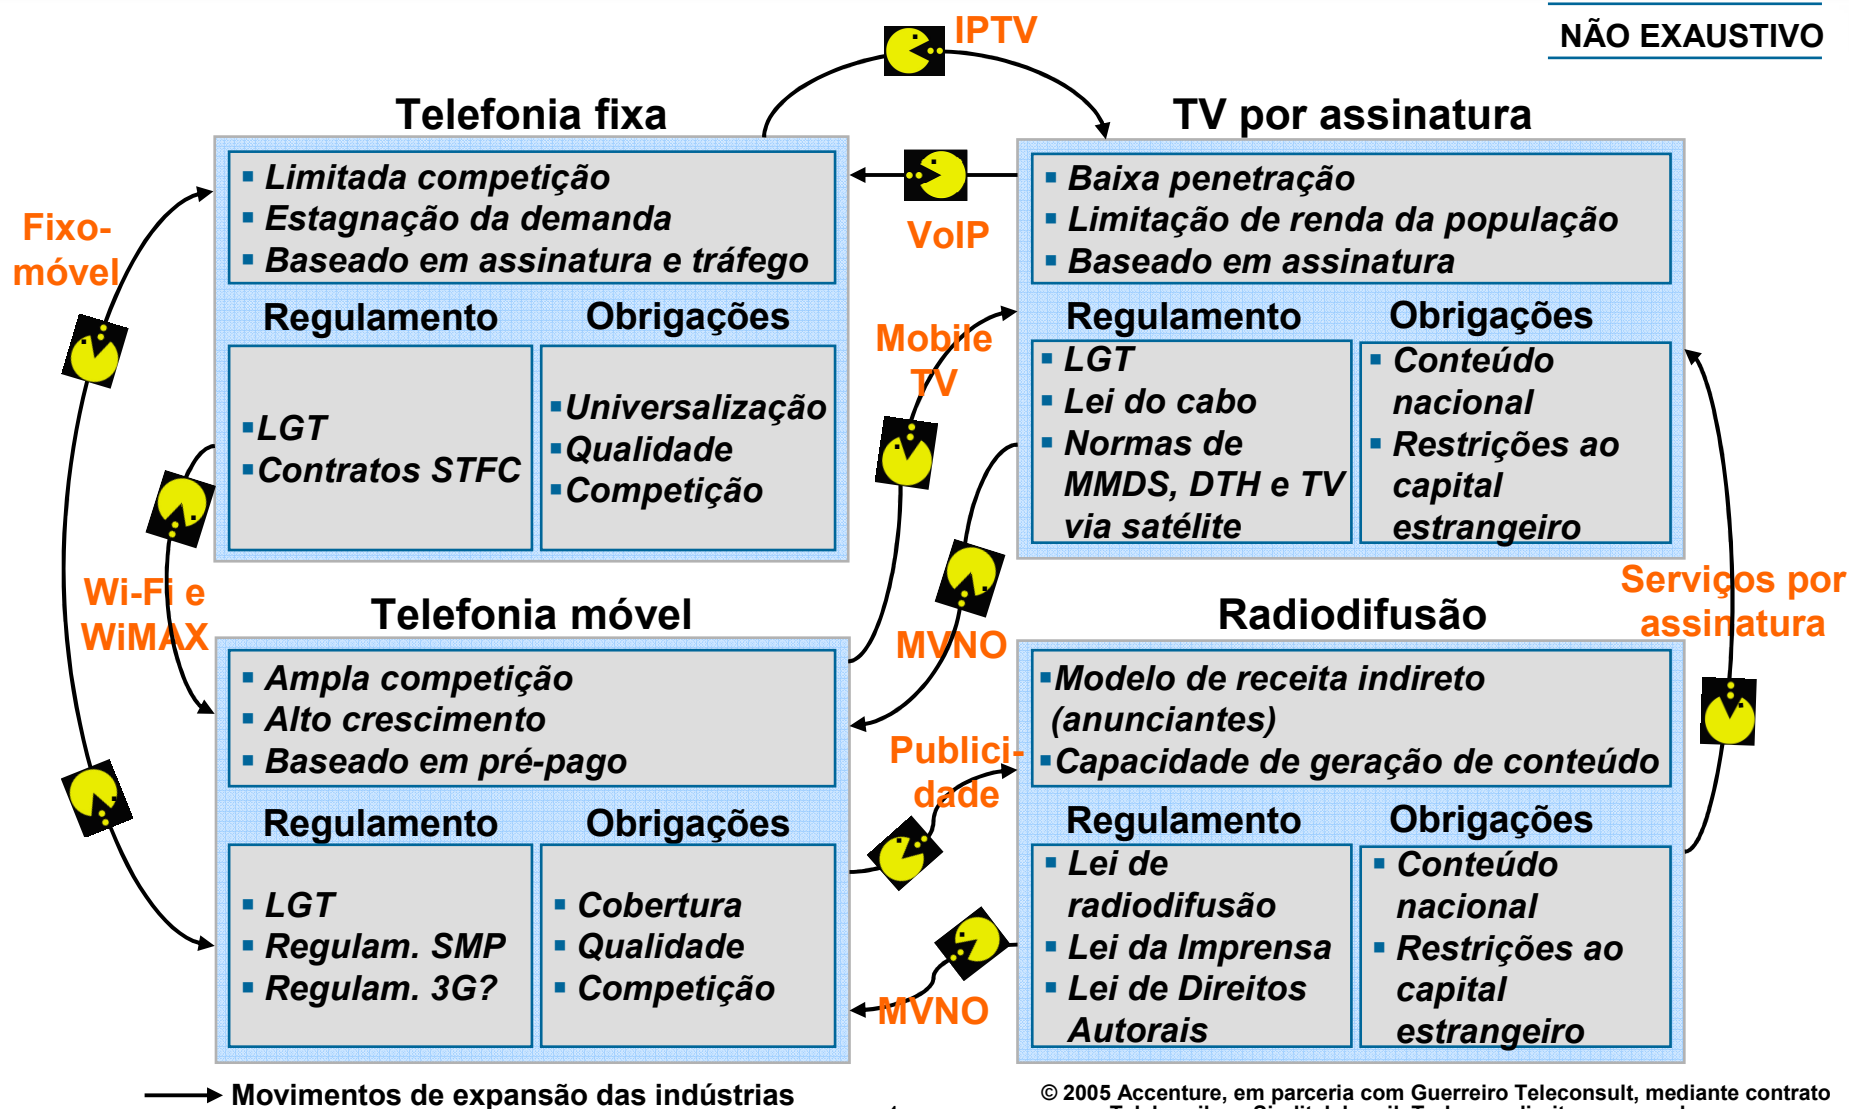 NÃO EXAUSTIVO
IPTV
Telefonia fixa
Limitada competição
Estagnação da demanda
Baseado em assinatura e tráfego
Regulamento
Obrigações
LGT
Contratos STFC
Universalização
Qualidade
Competição
TV por assinatura
Baixa penetração
Limitação de renda da população
Baseado em assinatura
Regulamento
Obrigações
LGT
Lei do cabo
Normas de
MMDS, DTH e TV
via satélite
Conteúdo
nacional
Restrições ao
capital
estrangeiro
VoIP
Fixo-
móvel
Mobile
TV
Wi-Fi e
WiMAX
MVNO
Serviços por
assinatura
Telefonia móvel
Ampla competição
Alto crescimento
Baseado em pré-pago
Regulamento
Obrigações
LGT
Regulam. SMP
Regulam. 3G?
Cobertura
Qualidade
Competição
Publici-
dade
MVNO
Radiodifusão
Modelo de receita indireto
(anunciantes)
Capacidade de geração de conteúdo
Regulamento
Obrigações
Lei de
radiodifusão
Lei da Imprensa
Lei de Direitos
Autorais
Conteúdo
nacional
Restrições ao
capital
estrangeiro
Movimentos de expansão das indústrias
© 2005 Accenture, em parceria com Guerreiro Teleconsult, mediante contrato